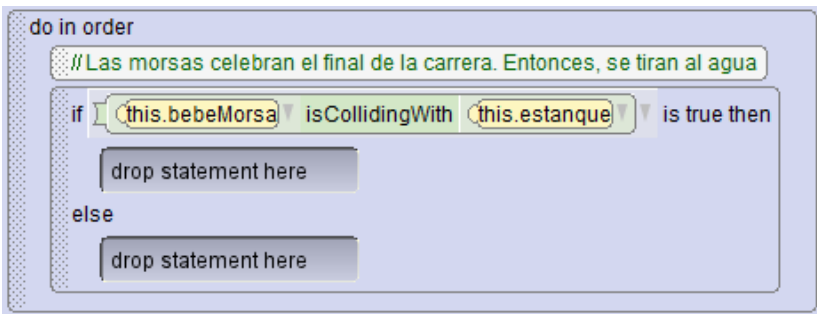 do in order
//Las morsas celebran el final de la carrera. Entonces, se tiran al agua
if this.bebeMorsa isCollidingWith this.estanque is true then
drop statement here
else
drop statement here